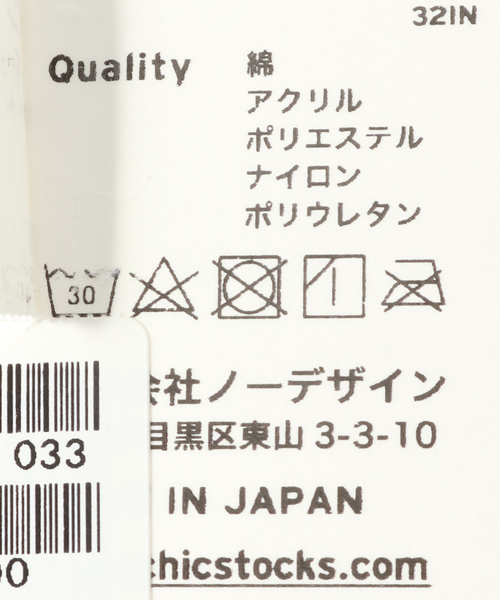 32IN
Quality 綿
アクリル
ポリエステル
ナイロン
ポリウレタン
30
会社ノーデザイン
目黒区東山 3-3-10
033
IN JAPAN
chicstocks.com